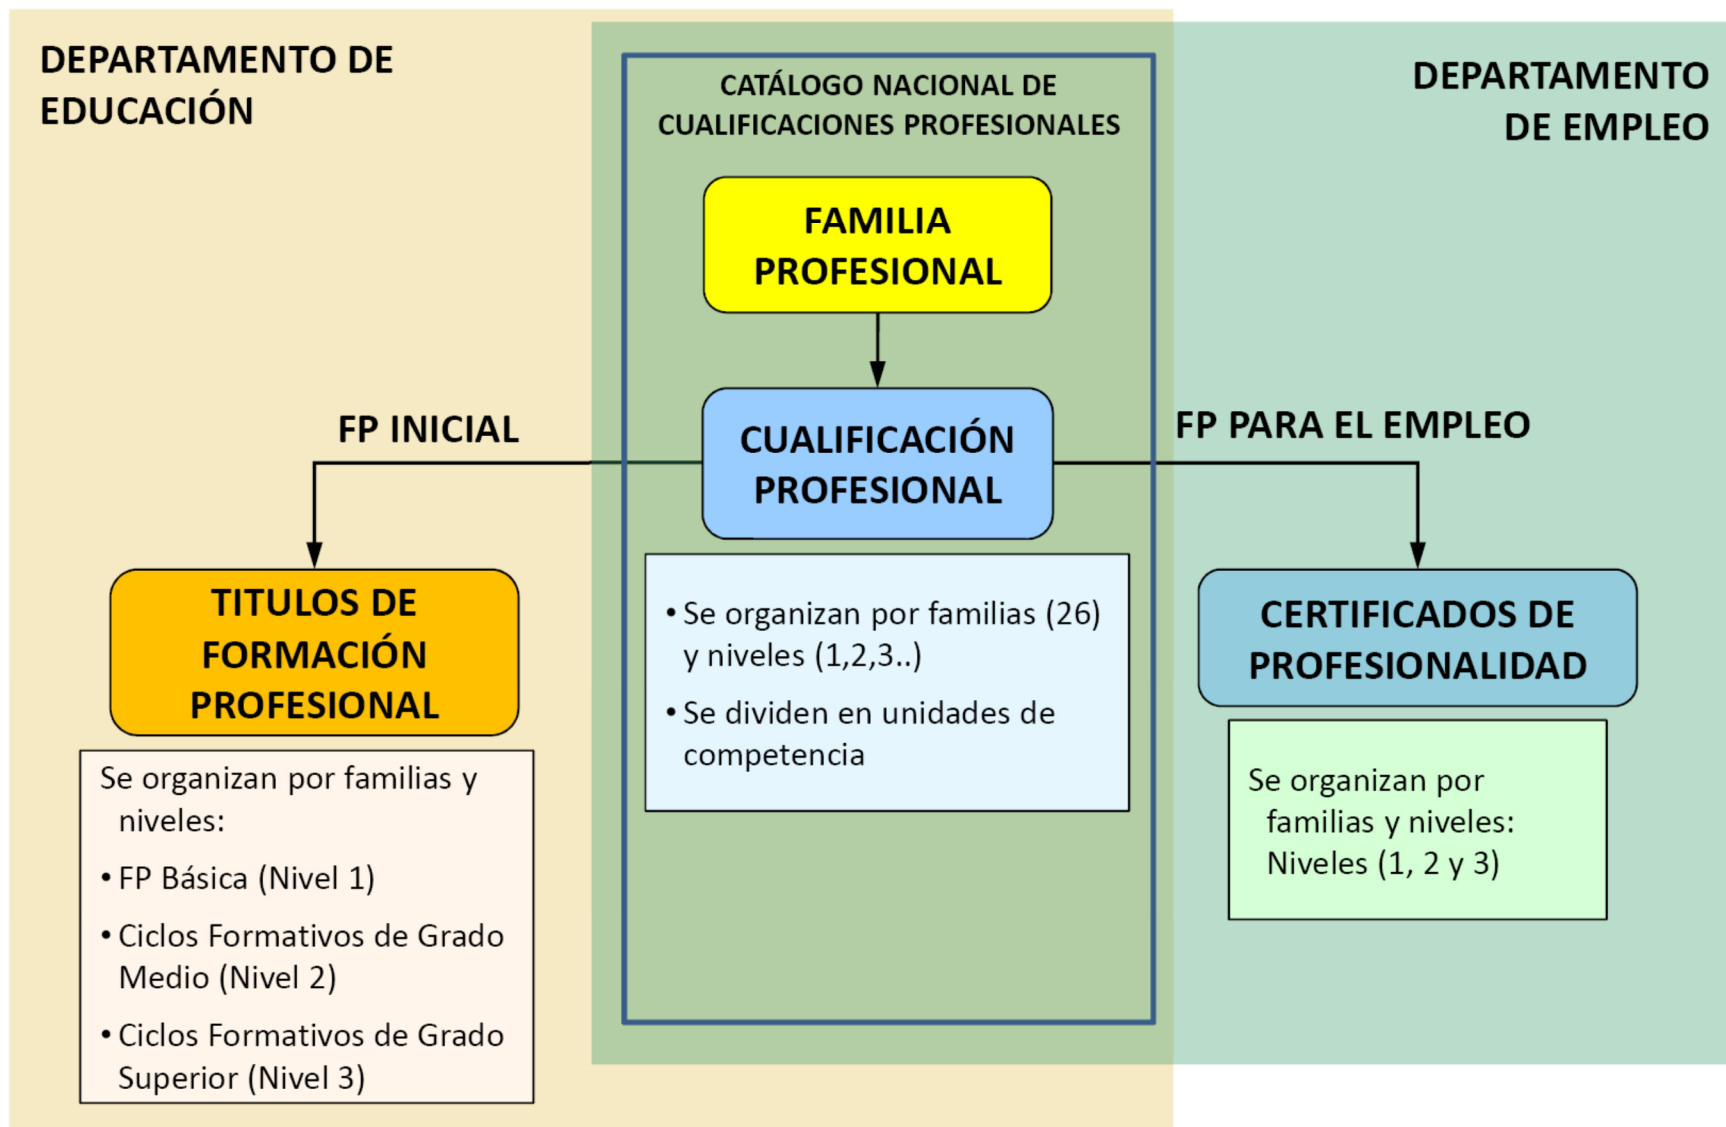 DEPARTAMENTO DE
EDUCACIÓN
CATÁLOGO NACIONAL DE
CUALIFICACIONES PROFESIONALES
DEPARTAMENTO
DE EMPLEO
FAMILIA
PROFESIONAL
FP INICIAL
CUALIFICACIÓN
PROFESIONAL
FP PARA EL EMPLEO
TITULOS DE
FORMACIÓN
PROFESIONAL
Se organizan por familias y
niveles:
• FP Básica (Nivel 1)
• Ciclos Formativos de Grado
Medio (Nivel 2)
• Ciclos Formativos de Grado
Superior (Nivel 3)
• Se organizan por familias (26)
y niveles (1,2,3..)
• Se dividen en unidades de
competencia
CERTIFICADOS DE
PROFESIONALIDAD
Se organizan por
familias y niveles:
Niveles (1, 2 y 3)